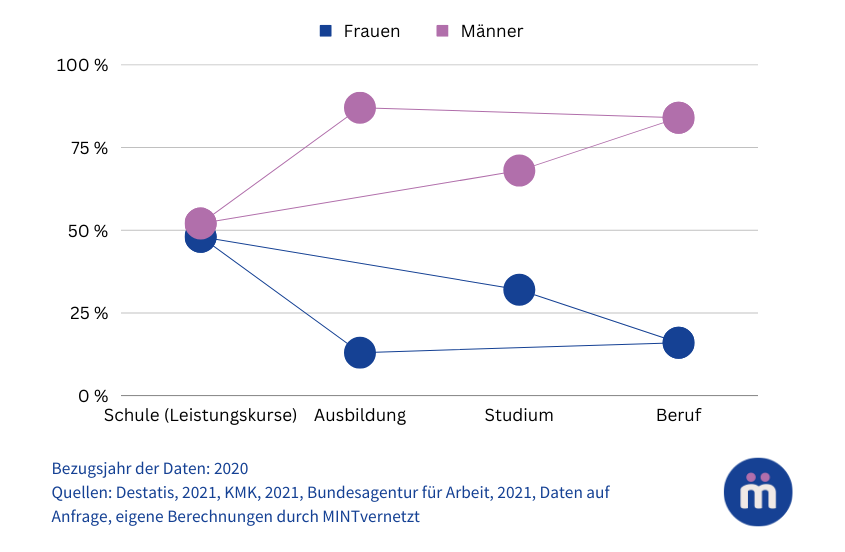 Frauen Männer
100 %
75 %
50 %
25 %
0 %
Schule (Leistungskurse) Ausbildung Studium Beruf
Bezugsjahr der Daten: 2020
Quellen: Destatis, 2021, KMK, 2021, Bundesagentur für Arbeit, 2021, Daten auf
Anfrage, eigene Berechnungen durch MINTvernetzt
m̈